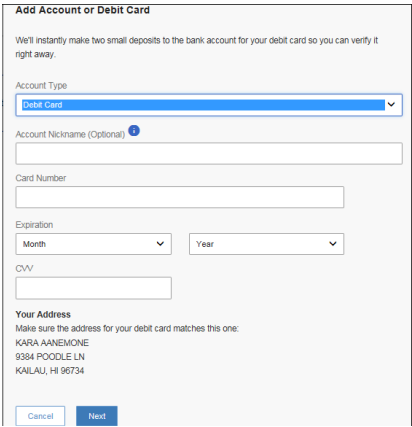 Add Account or Debit Card
We'll instantly make two small deposits to the bank account for your debit card so you can verify it
right away.
Account Type
Debit Card
Account Nickname (Optional) i
Card Number
Expiration
Month Year
CVV
Your Address
Make sure the address for your debit card matches this one:
KARA AANEMONE
9384 POODLE LN
KAILAU, HI 96734
Cancel Next